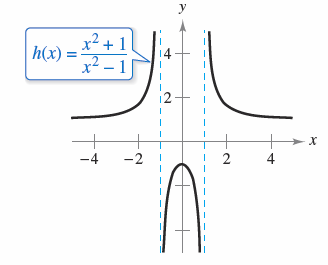 y
h(x) = x² + 1
x² – 1
4
2
x
–4 –2 2 4